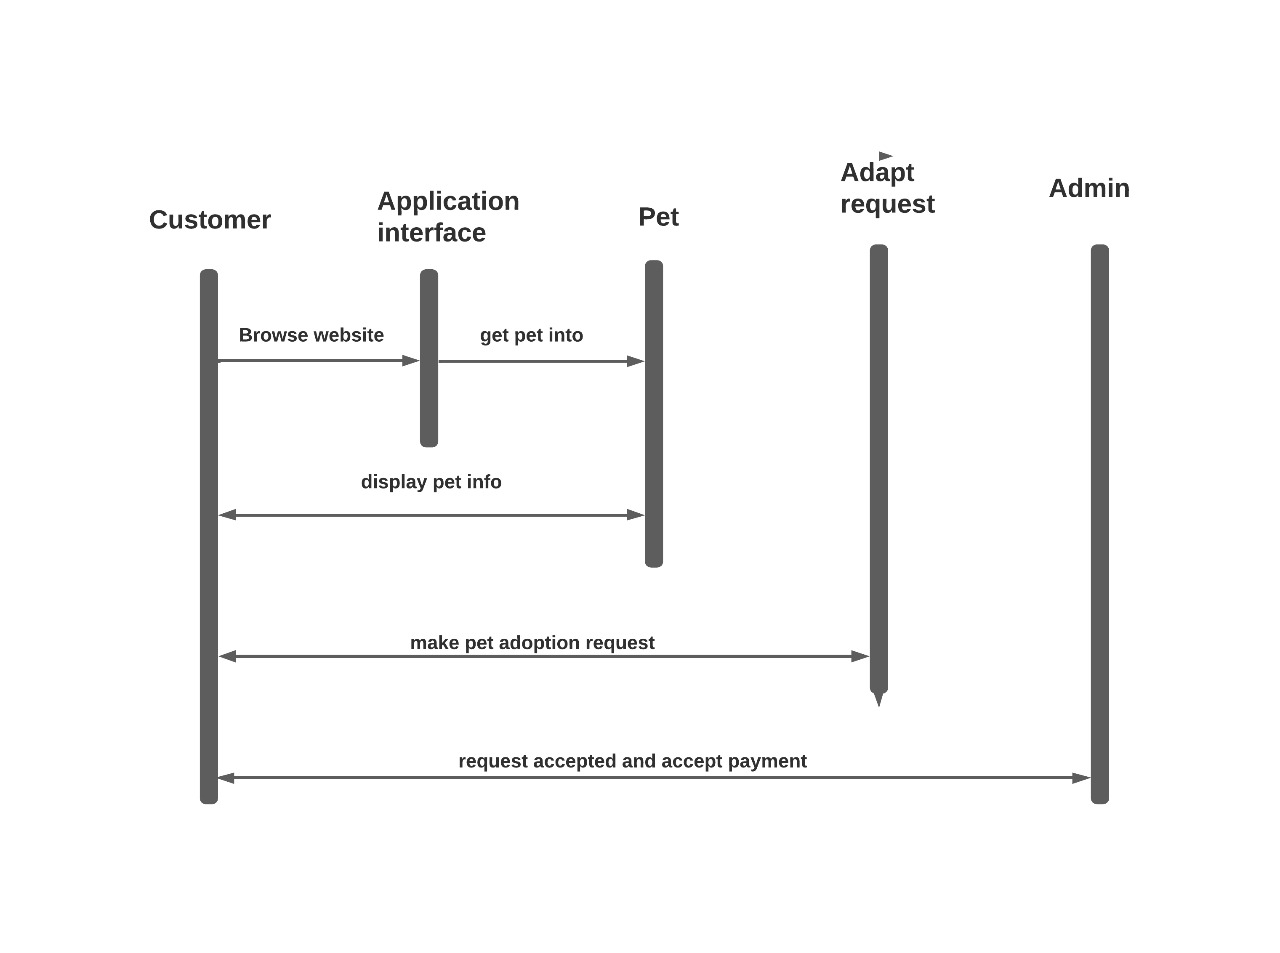 Customer
Application
interface
Pet
Adapt
request
Admin
Browse website
get pet into
display pet info
make pet adoption request
request accepted and accept payment